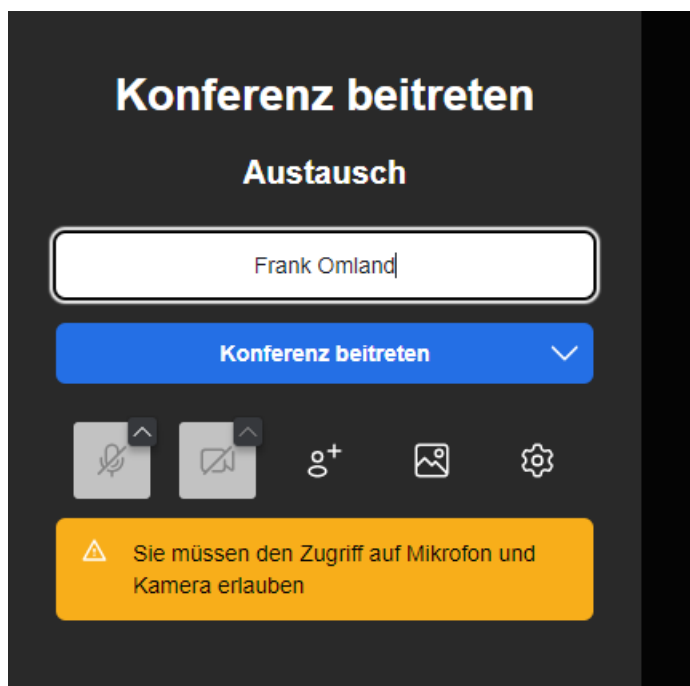 Konferenz beitreten
Austausch
Frank Omland
Konferenz beitreten
Sie müssen den Zugriff auf Mikrofon und
Kamera erlauben